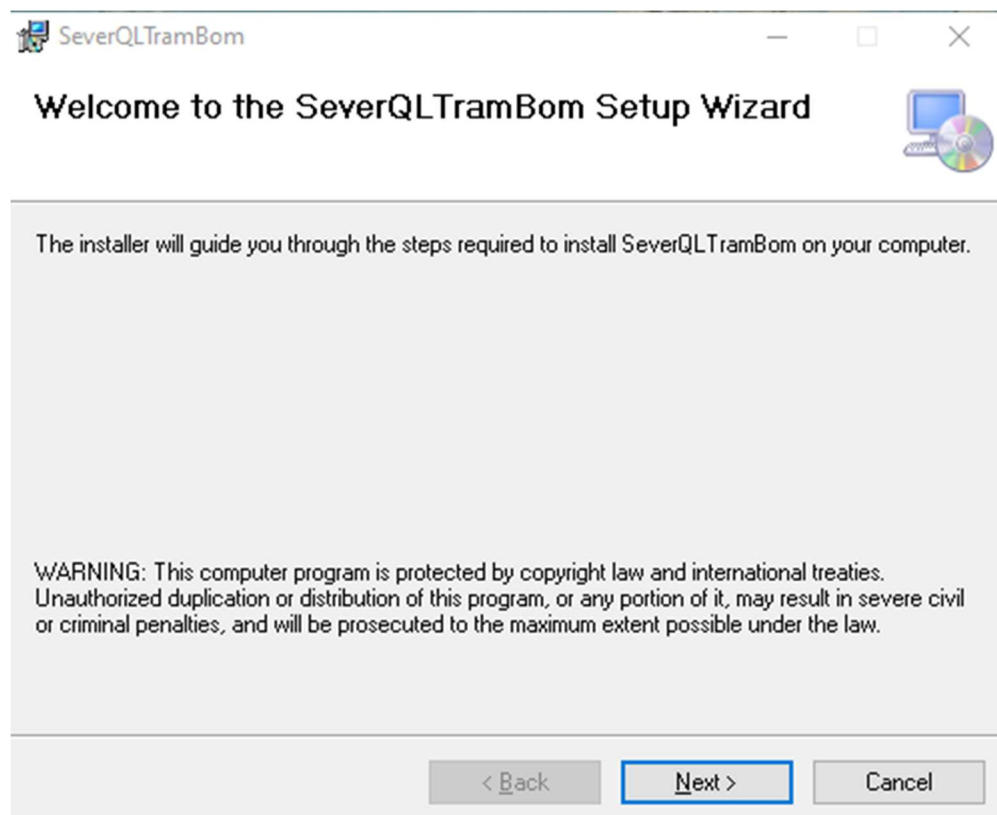 SeverQLTramBom
Welcome to the SeverQLTramBom Setup Wizard
The installer will guide you through the steps required to install SeverQLTramBom on your computer.
WARNING: This computer program is protected by copyright law and international treaties.
Unauthorized duplication or distribution of this program, or any portion of it, may result in severe civil
or criminal penalties, and will be prosecuted to the maximum extent possible under the law.
< Back
Next >
Cancel